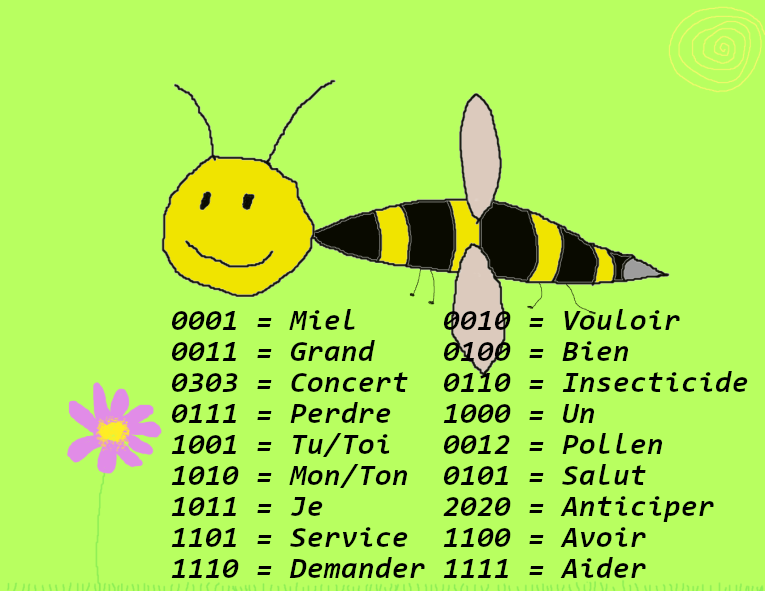 0001 = Miel 0010 = Vouloir
0011 = Grand 0100 = Bien
0303 = Concert 0110 = Insecticide
0111 = Perdre 1000 = Un
1001 = Tu/Toi 0012 = Pollen
1010 = Mon/Ton 0101 = Salut
1011 = Je 2020 = Anticiper
1101 = Service 1100 = Avoir
1110 = Demander 1111 = Aider